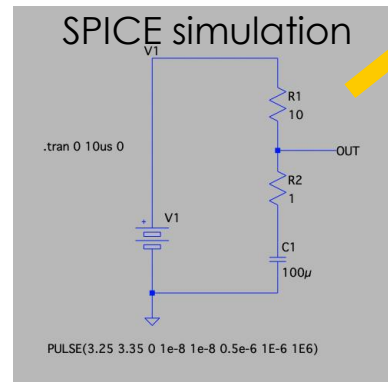 SPICE simulation
V1
R1
10
.tran 0 10us 0
OUT
R2
1
+
V1
C1
100µ
PULSE(3.25 3.35 0 1e-8 1e-8 0.5e-6 1E-6 1E6)